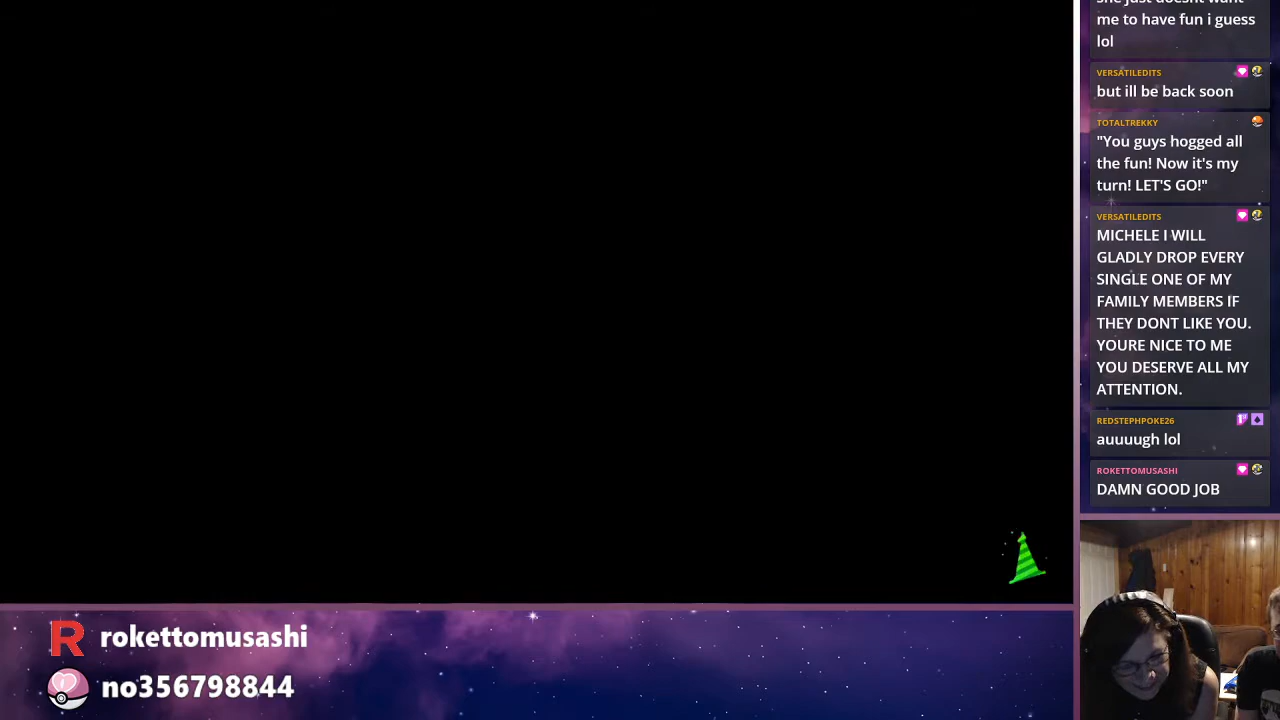 she just doesnt want
me to have fun i guess
lol
VERSATILEDITS
but ill be back soon
TOTALTREKKY
"You guys hogged all
the fun! Now it's my
turn! LET'S GO!"
VERSATILEDITS
MICHELE I WILL
GLADLY DROP EVERY
SINGLE ONE OF MY
FAMILY MEMBERS IF
THEY DONT LIKE YOU.
YOURE NICE TO ME
YOU DESERVE ALL MY
ATTENTION.
REDSTEPHPOKE26
auuuugh lol
ROKETTOMUSASHI
DAMN GOOD JOB
R rokettomusashi
no356798844